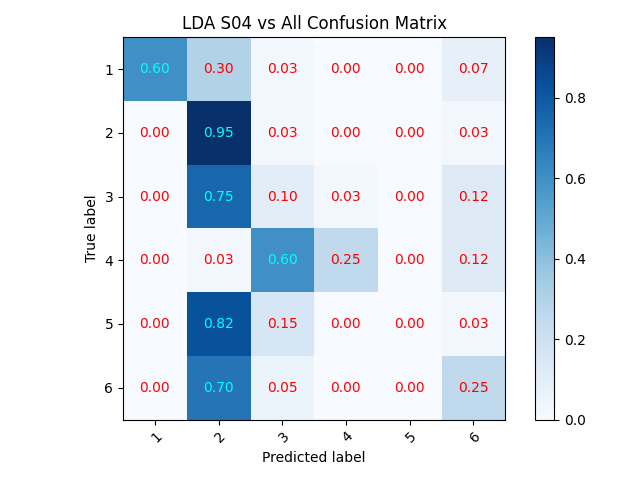 LDA S04 vs All Confusion Matrix
True label
1 0.60 0.30 0.03 0.00 0.00 0.07
2 0.00 0.95 0.03 0.00 0.00 0.03
3 0.00 0.75 0.10 0.03 0.00 0.12
4 0.00 0.03 0.60 0.25 0.00 0.12
5 0.00 0.82 0.15 0.00 0.00 0.03
6 0.00 0.70 0.05 0.00 0.00 0.25
1 2 3 4 5 6
Predicted label
0.8
0.6
0.4
0.2
0.0